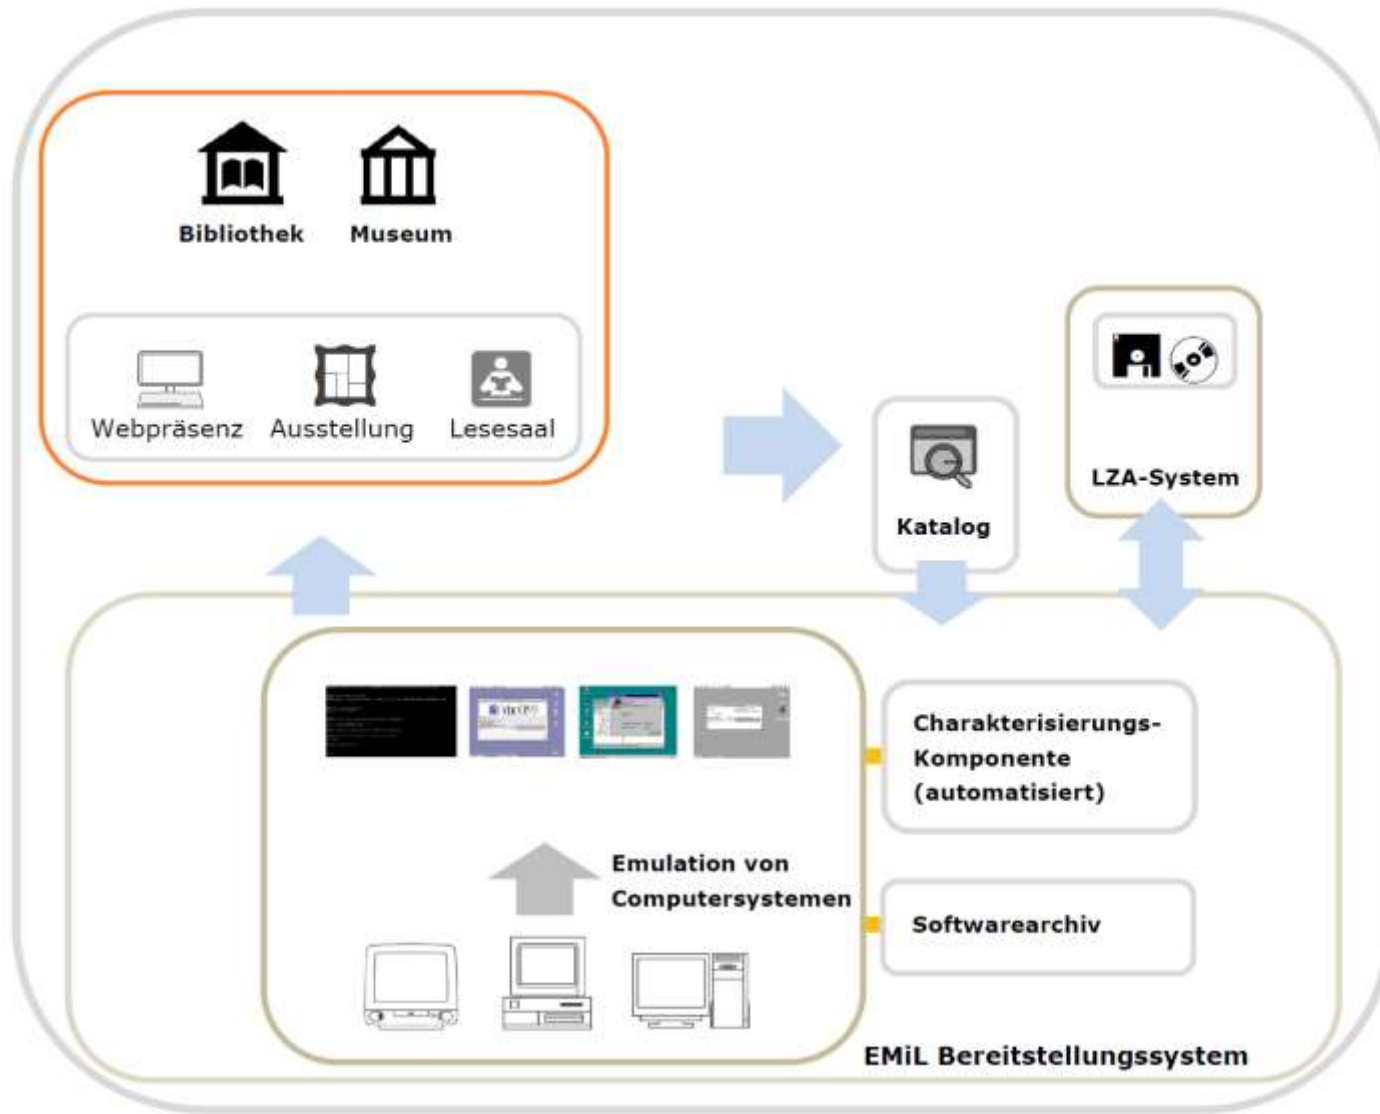 Bibliothek
Museum
Webpräsenz
Ausstellung
Lesesaal
Katalog
LZA-System
Charakterisierungs-
Komponente
(automatisiert)
Emulation von
Computersystemen
Softwarearchiv
EMiL Bereitstellungssystem